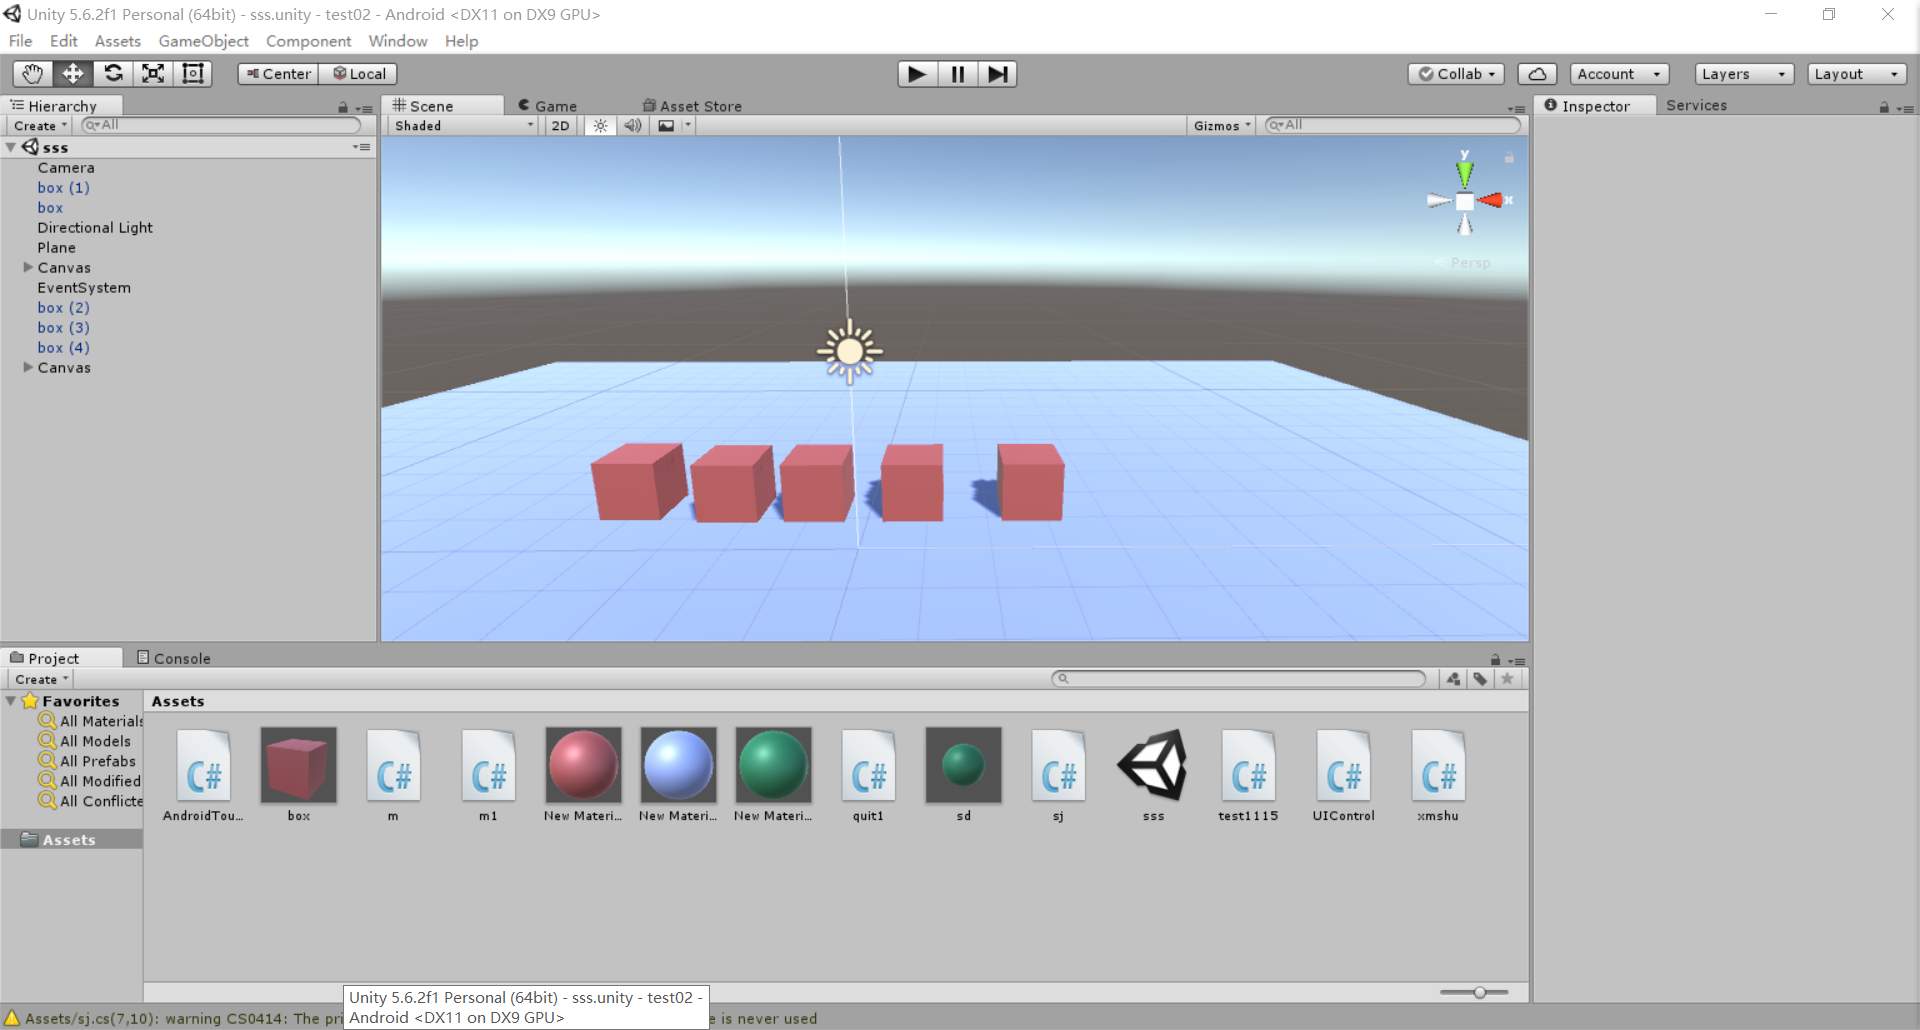 Unity 5.6.2f1 Personal (64bit) - sss.unity - test02 - Android <DX11 on DX9 GPU>
File Edit Assets GameObject Component Window Help
Center Local Collab Account Layers Layout
Hierarchy
Create All
sss
Camera
box (1)
box
Directional Light
Plane
Canvas
EventSystem
box (2)
box (3)
box (4)
Canvas
Scene Game Asset Store
Shaded 2D Gizmos All
y
x
Persp
Inspector Services
Project Console
Create
Favorites
All Materials
All Models
All Prefabs
All Modified
All Conflicte
Assets
Assets
C# C# C# C# C# C# C# C#
AndroidTou... box m m1 New Materi... New Materi... New Materi... quit1 sd sj sss test1115 UIControl xmshu
Unity 5.6.2f1 Personal (64bit) - sss.unity - test02 -
Android <DX11 on DX9 GPU>
Assets/sj.cs(7,10): warning CS0414: The pri e is never used